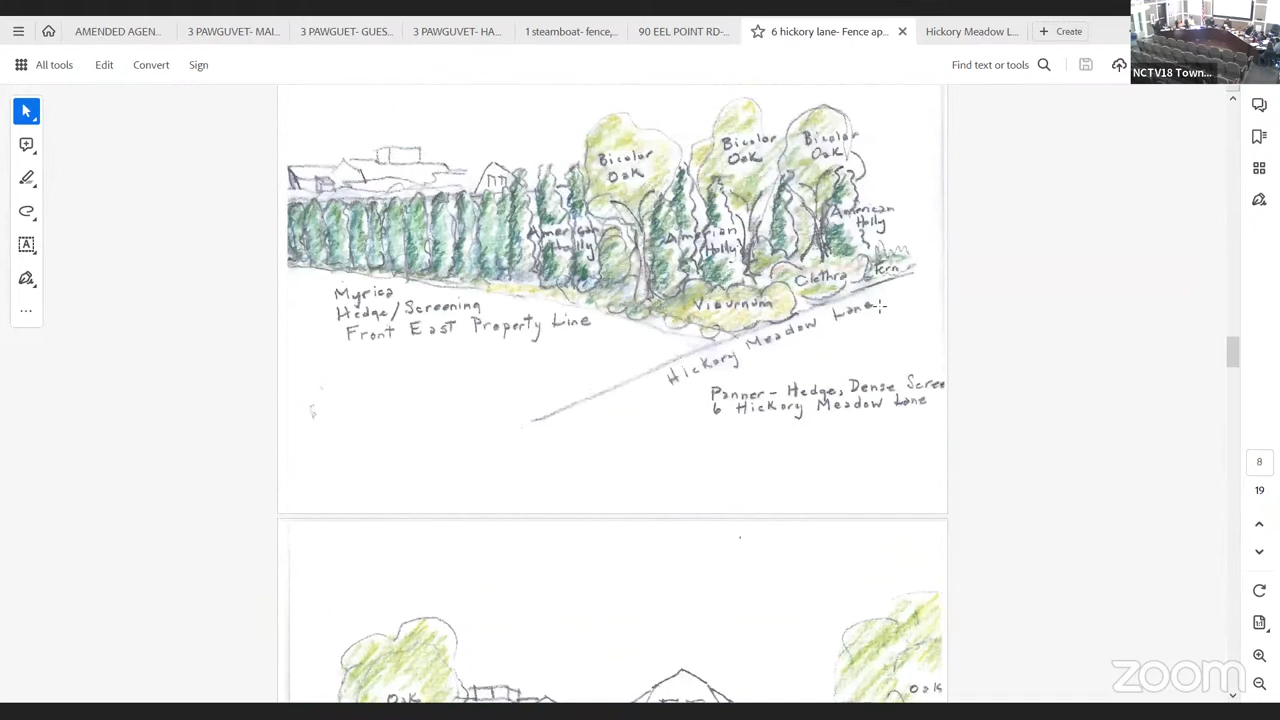 AMENDED AGEN...
3 PAWGUVET- MAI...
3 PAWGUET- GUES...
3 PAWGUVET- HA...
1 steamboat- fence,...
90 EEL POINT RD-...
6 hickory lane- Fence ap...
Hickory Meadow L...
Create
All tools
Edit
Convert
Sign
Find text or tools
NCTV18 Town...
Bicolor
Oak
Bicolor
Oak
Bicolor
Oak
American
Holly
American
Holly
American
Holly
Clethra
Fern
Viburnum
Myrica
Hedge/Screening
Front East Property Line
Hickory Meadow Lane
Panner - Hedge, Dense Scree
6 Hickory Meadow Lane
8
19
Oak
Oak
zoom